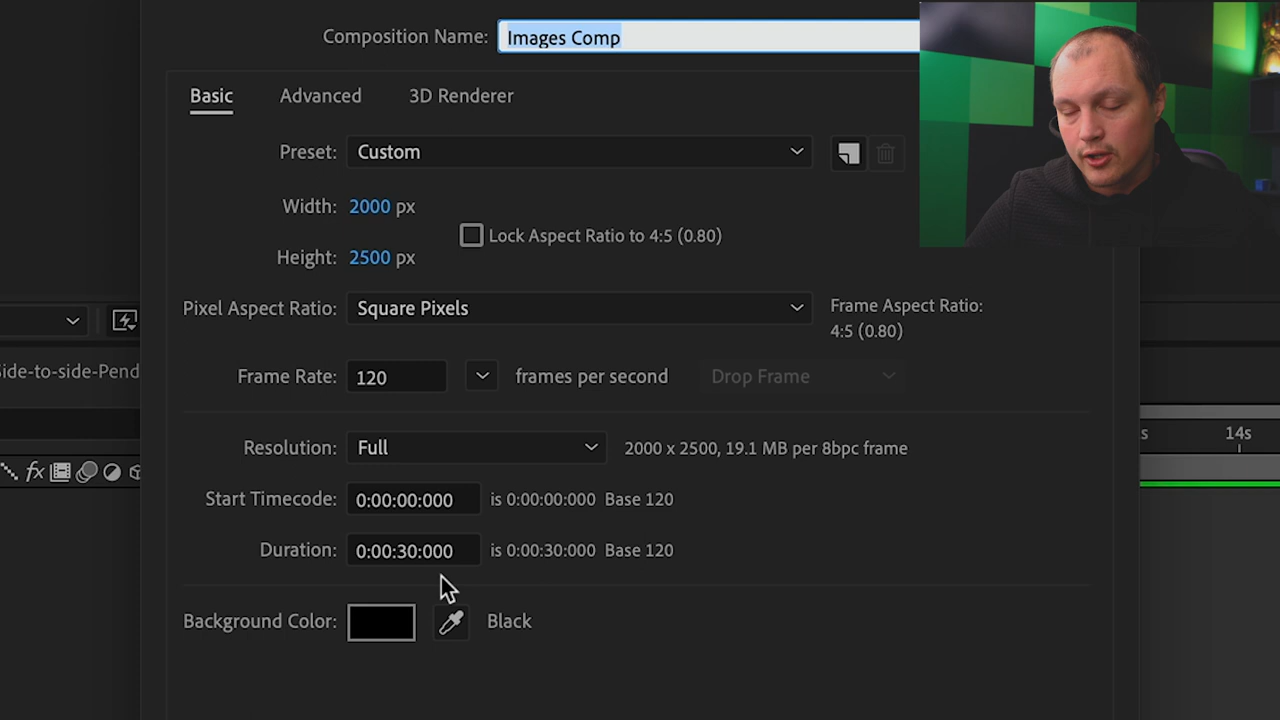 Composition Name: Images Comp
Basic Advanced 3D Renderer
Preset: Custom
Width: 2000 px
Lock Aspect Ratio to 4:5 (0.80)
Height: 2500 px
Pixel Aspect Ratio: Square Pixels
Frame Aspect Ratio:
4:5 (0.80)
Side-to-side-Pend
Frame Rate: 120 frames per second Drop Frame
s 14s
Resolution: Full 2000 x 2500, 19.1 MB per 8bpc frame
fx
Start Timecode: 0:00:00:000 is 0:00:00:000 Base 120
Duration: 0:00:30:000 is 0:00:30:000 Base 120
Background Color: Black